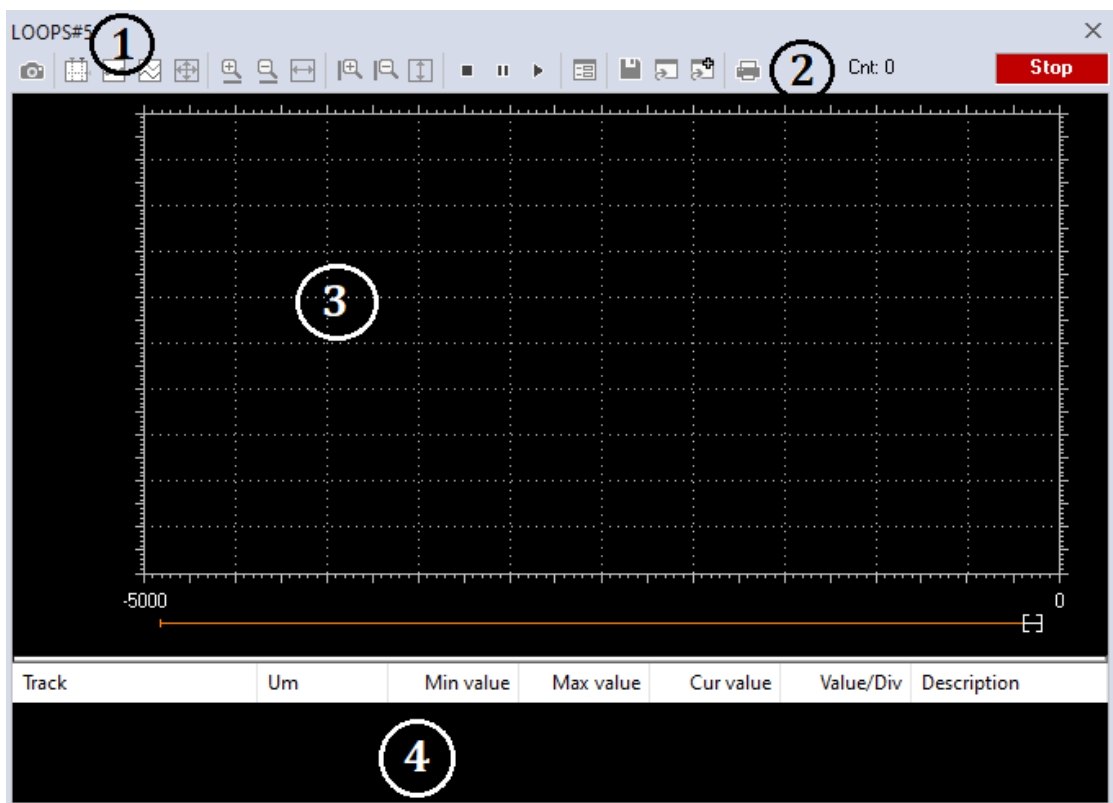 LOOPS#5
1
2
Cnt: 0
Stop
3
-5000 0
Track Um Min value Max value Cur value Value/Div Description
4